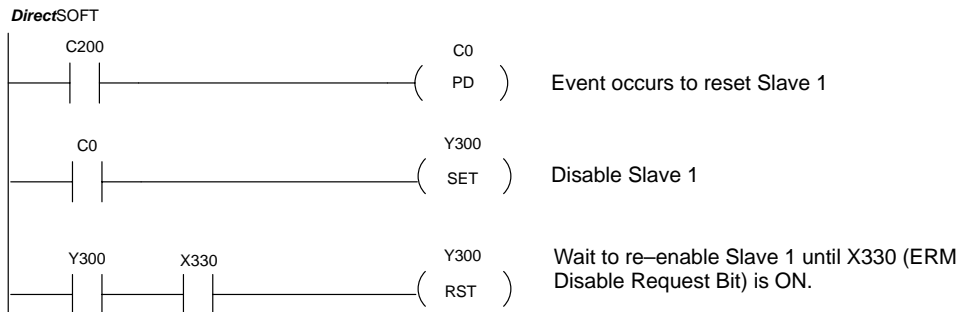 DirectSOFT
C200
C0
PD
Event occurs to reset Slave 1
C0
Y300
SET
Disable Slave 1
Y300
X330
Y300
RST
Wait to re–enable Slave 1 until X330 (ERM
Disable Request Bit) is ON.